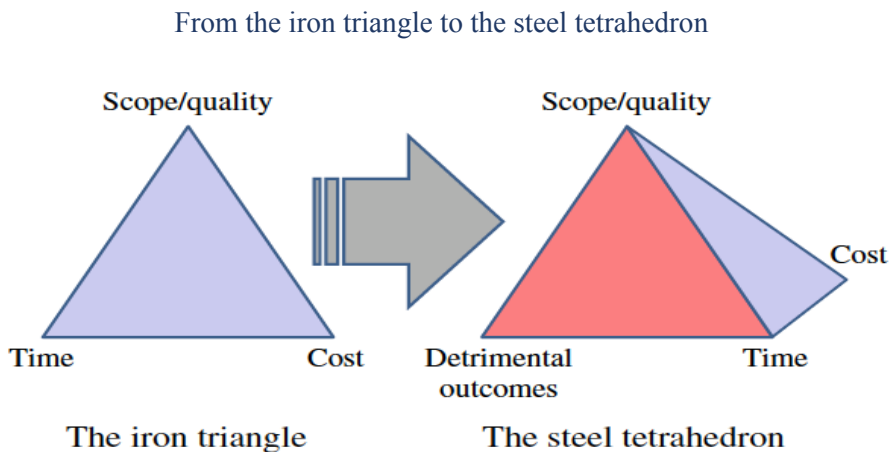 From the iron triangle to the steel tetrahedron
Scope/quality
Time
Cost
The iron triangle
Scope/quality
Cost
Detrimental
outcomes
Time
The steel tetrahedron